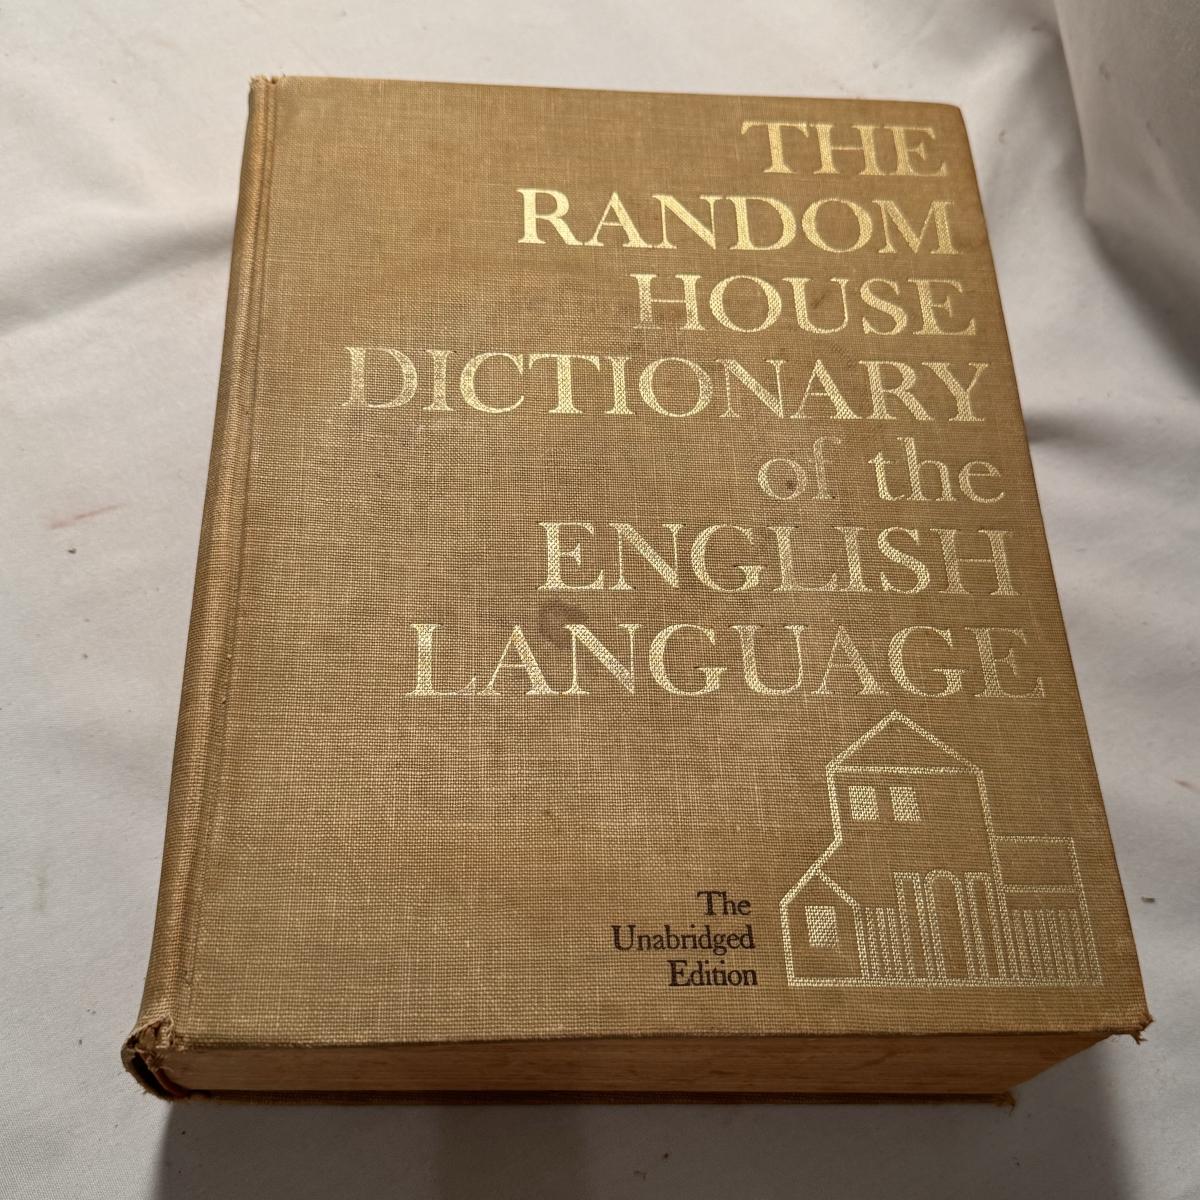 THE
RANDOM
HOUSE
DICTIONARY
of the
ENGLISH
LANGUAGE
The
Unabridged
Edition